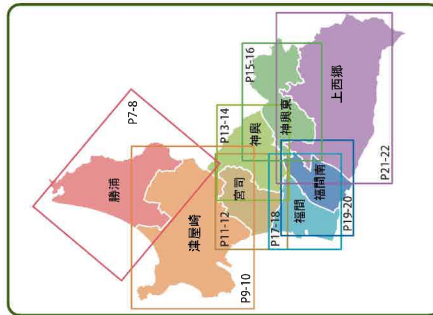 P7-8
勝浦
津屋崎
P9-10
P11-12
宮司
P13-14
神興
P15-16
神興東
上西郷
P17-18
福間
福間南
P19-20
P21-22